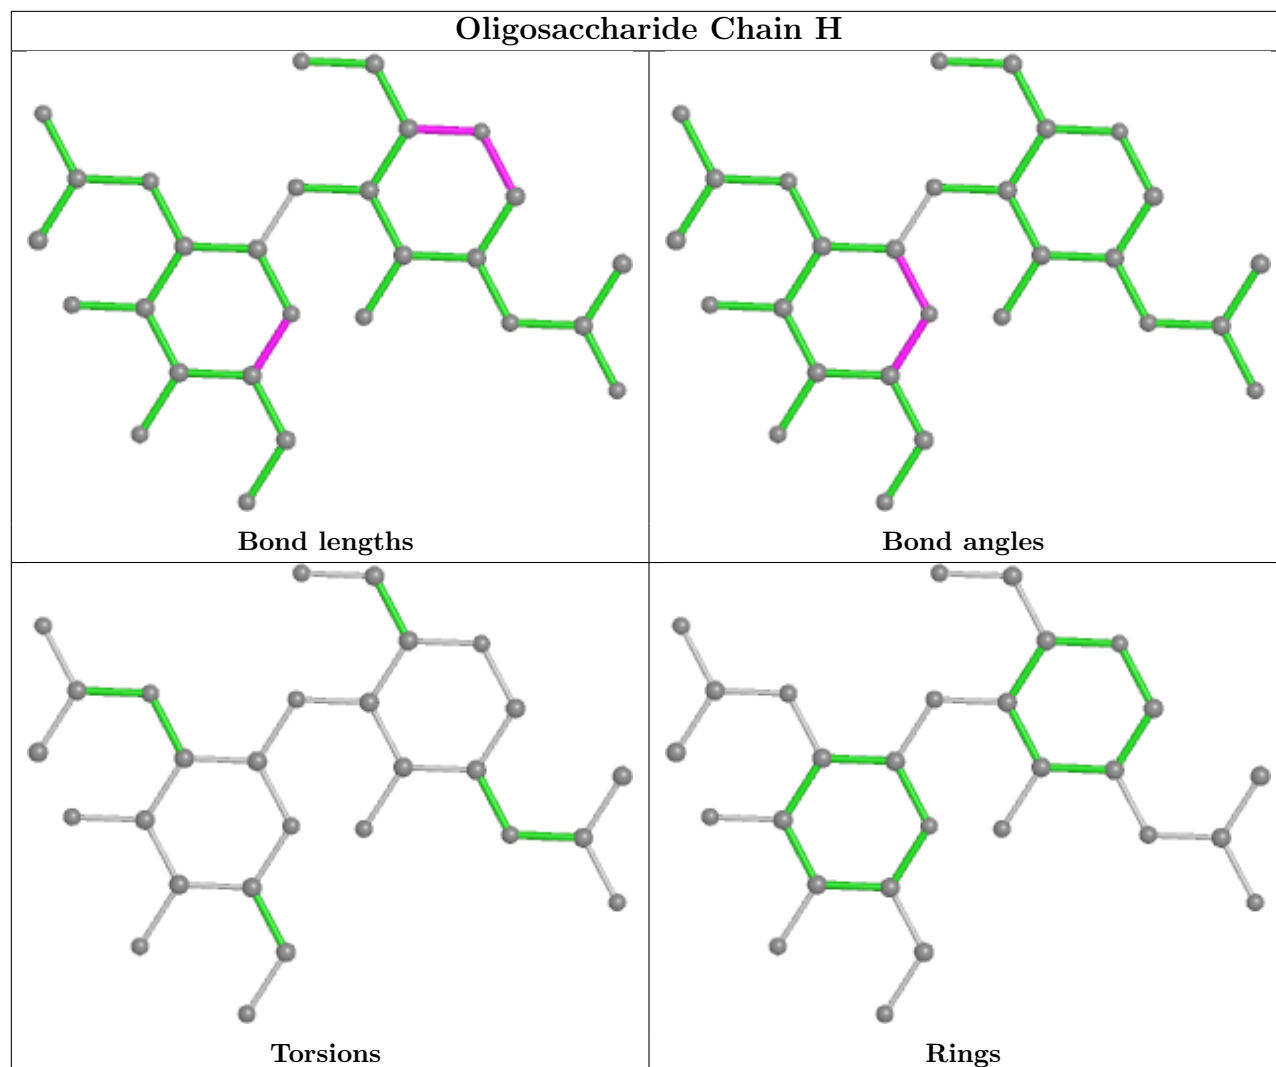 Oligosaccharide Chain H
Bond lengths
Bond angles
Torsions
Rings